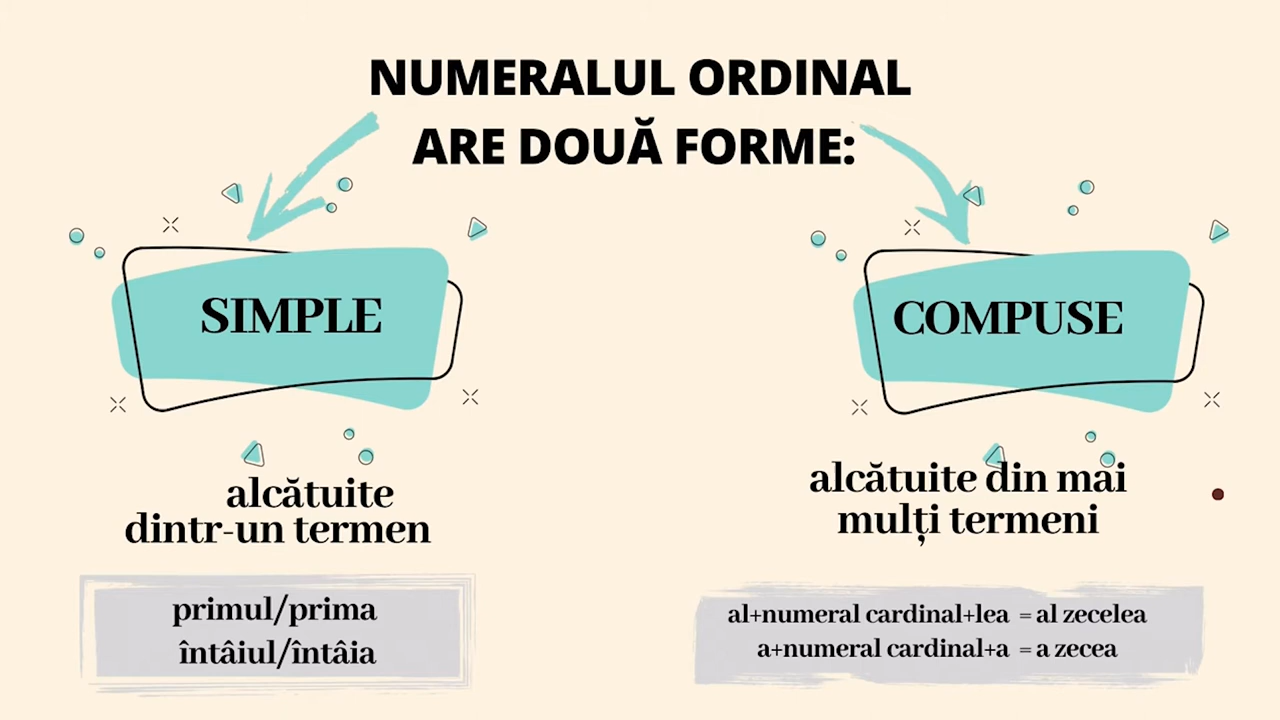 NUMERALUL ORDINAL
ARE DOUĂ FORME:
SIMPLE
COMPUSE
alcătuite
dintr-un termen
alcătuite din mai
mulți termeni
primul/prima
întâiul/întâia
al+numeral cardinal+lea = al zecelea
a+numeral cardinal+a = a zecea